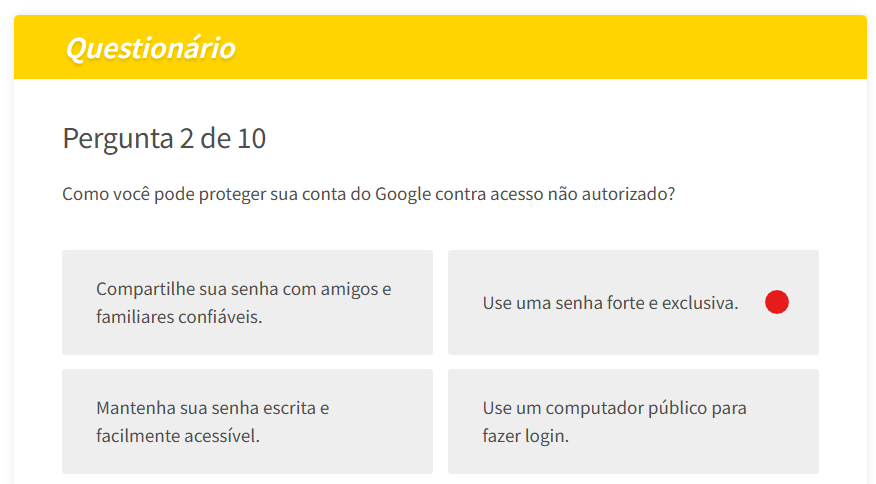 Questionário
Pergunta 2 de 10
Como você pode proteger sua conta do Google contra acesso não autorizado?
Compartilhe sua senha com amigos e
familiares confiáveis.
Use uma senha forte e exclusiva.
Mantenha sua senha escrita e
facilmente acessível.
Use um computador público para
fazer login.